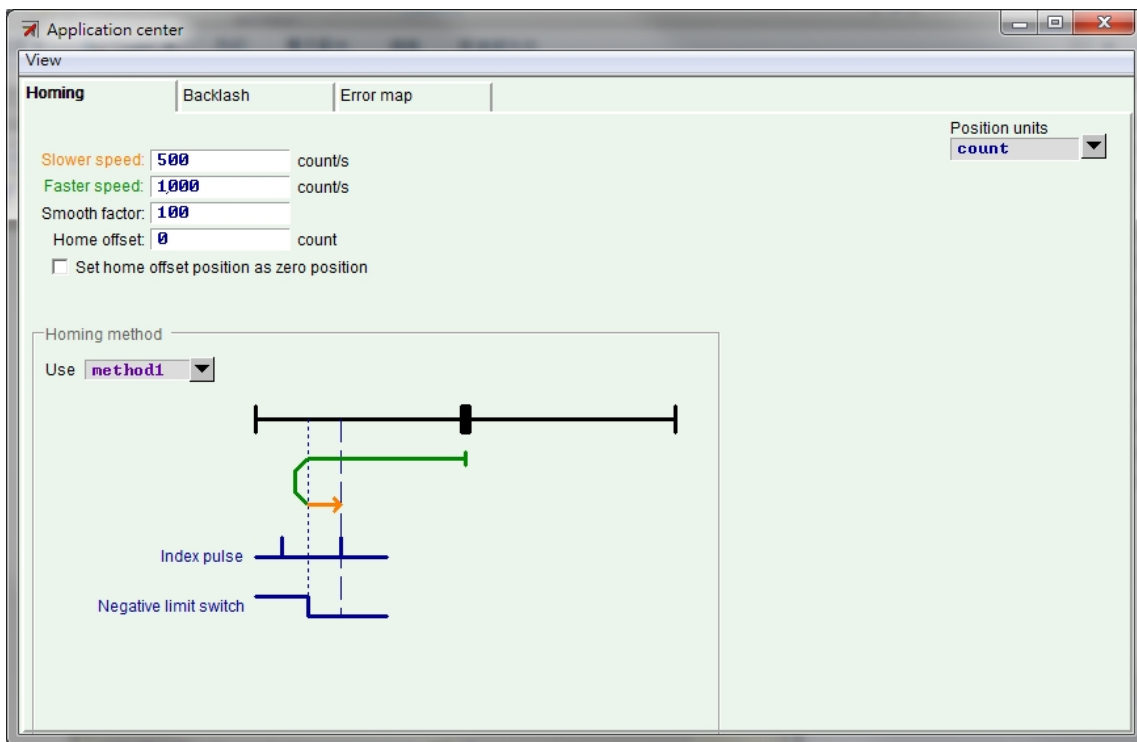 Application center
View
Homing Backlash Error map
Position units
count
Slower speed: 500 count/s
Faster speed: 1,000 count/s
Smooth factor: 100
Home offset: 0 count
Set home offset position as zero position
Homing method
Use method1
Index pulse
Negative limit switch